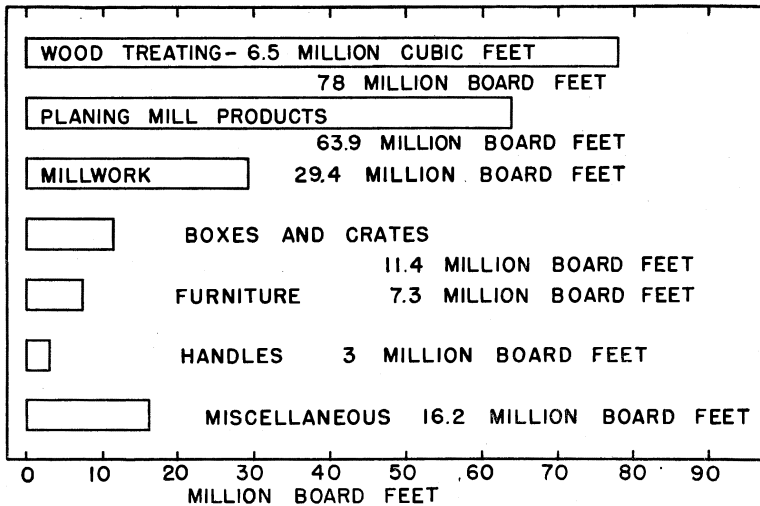 WOOD TREATING- 6.5 MILLION CUBIC FEET
78 MILLION BOARD FEET
PLANING MILL PRODUCTS
63.9 MILLION BOARD FEET
MILLWORK 29.4 MILLION BOARD FEET
BOXES AND CRATES
11.4 MILLION BOARD FEET
FURNITURE 7.3 MILLION BOARD FEET
HANDLES 3 MILLION BOARD FEET
MISCELLANEOUS 16.2 MILLION BOARD FEET
0 10 20 30 40 50 60 70 80 90
MILLION BOARD FEET